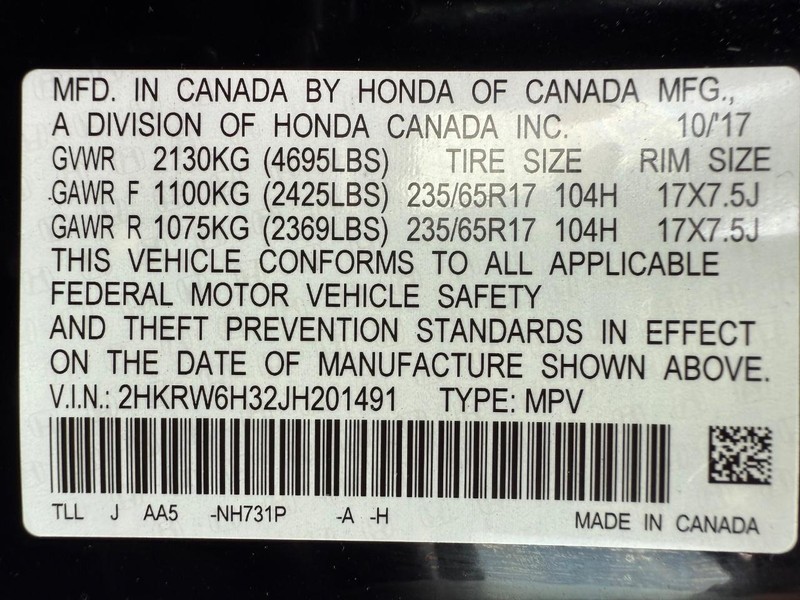 MFD. IN CANADA BY HONDA OF CANADA MFG.,
A DIVISION OF HONDA CANADA INC. 10/'17
GVWR 2130KG (4695LBS) TIRE SIZE RIM SIZE
GAWR F 1100KG (2425LBS) 235/65R17 104H 17X7.5J
GAWR R 1075KG (2369LBS) 235/65R17 104H 17X7.5J
THIS VEHICLE CONFORMS TO ALL APPLICABLE
FEDERAL MOTOR VEHICLE SAFETY
AND THEFT PREVENTION STANDARDS IN EFFECT
ON THE DATE OF MANUFACTURE SHOWN ABOVE.
V.I.N.: 2HKRW6H32JH201491 TYPE: MPV
TLL J AA5 -NH731P -A -H MADE IN CANADA